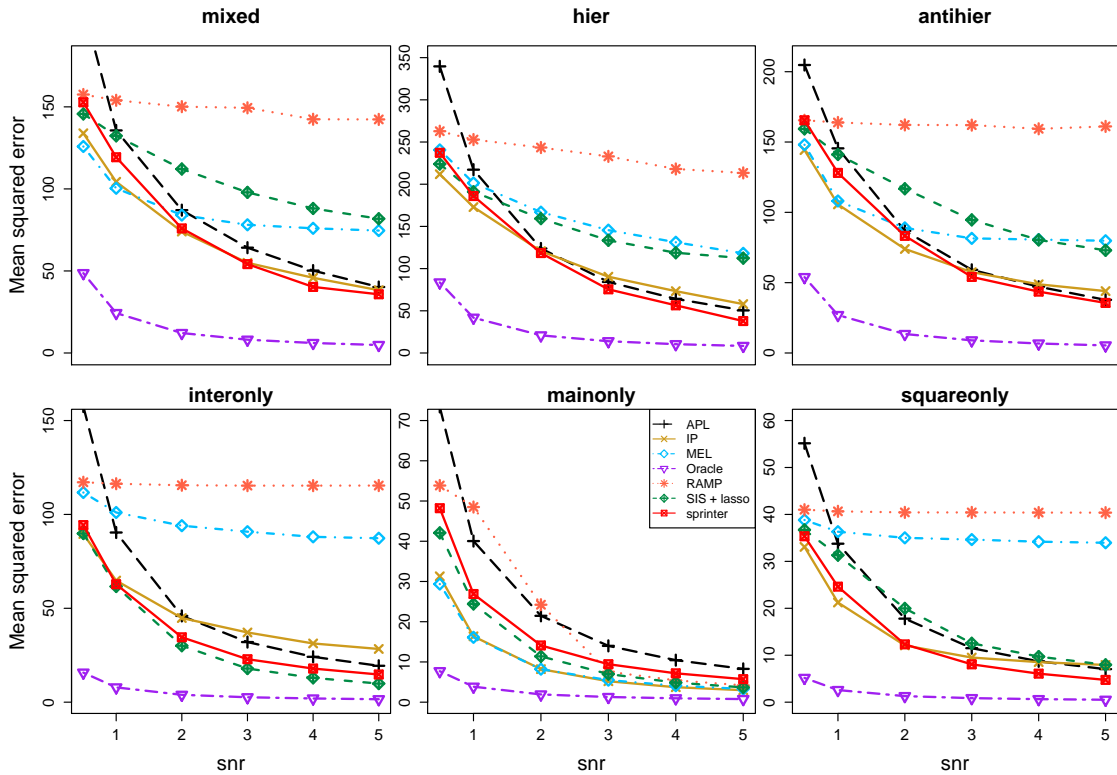 mixed
hier
antihier
Mean squared error
0 50 100 150
0 50 100 150 200 250 300 350
0 50 100 150 200
interonly
mainonly
squareonly
Mean squared error
0 50 100 150
0 10 20 30 40 50 60 70
0 10 20 30 40 50 60
APL
IP
MEL
Oracle
RAMP
SIS + lasso
sprinter
1 2 3 4 5
1 2 3 4 5
1 2 3 4 5
snr
snr
snr